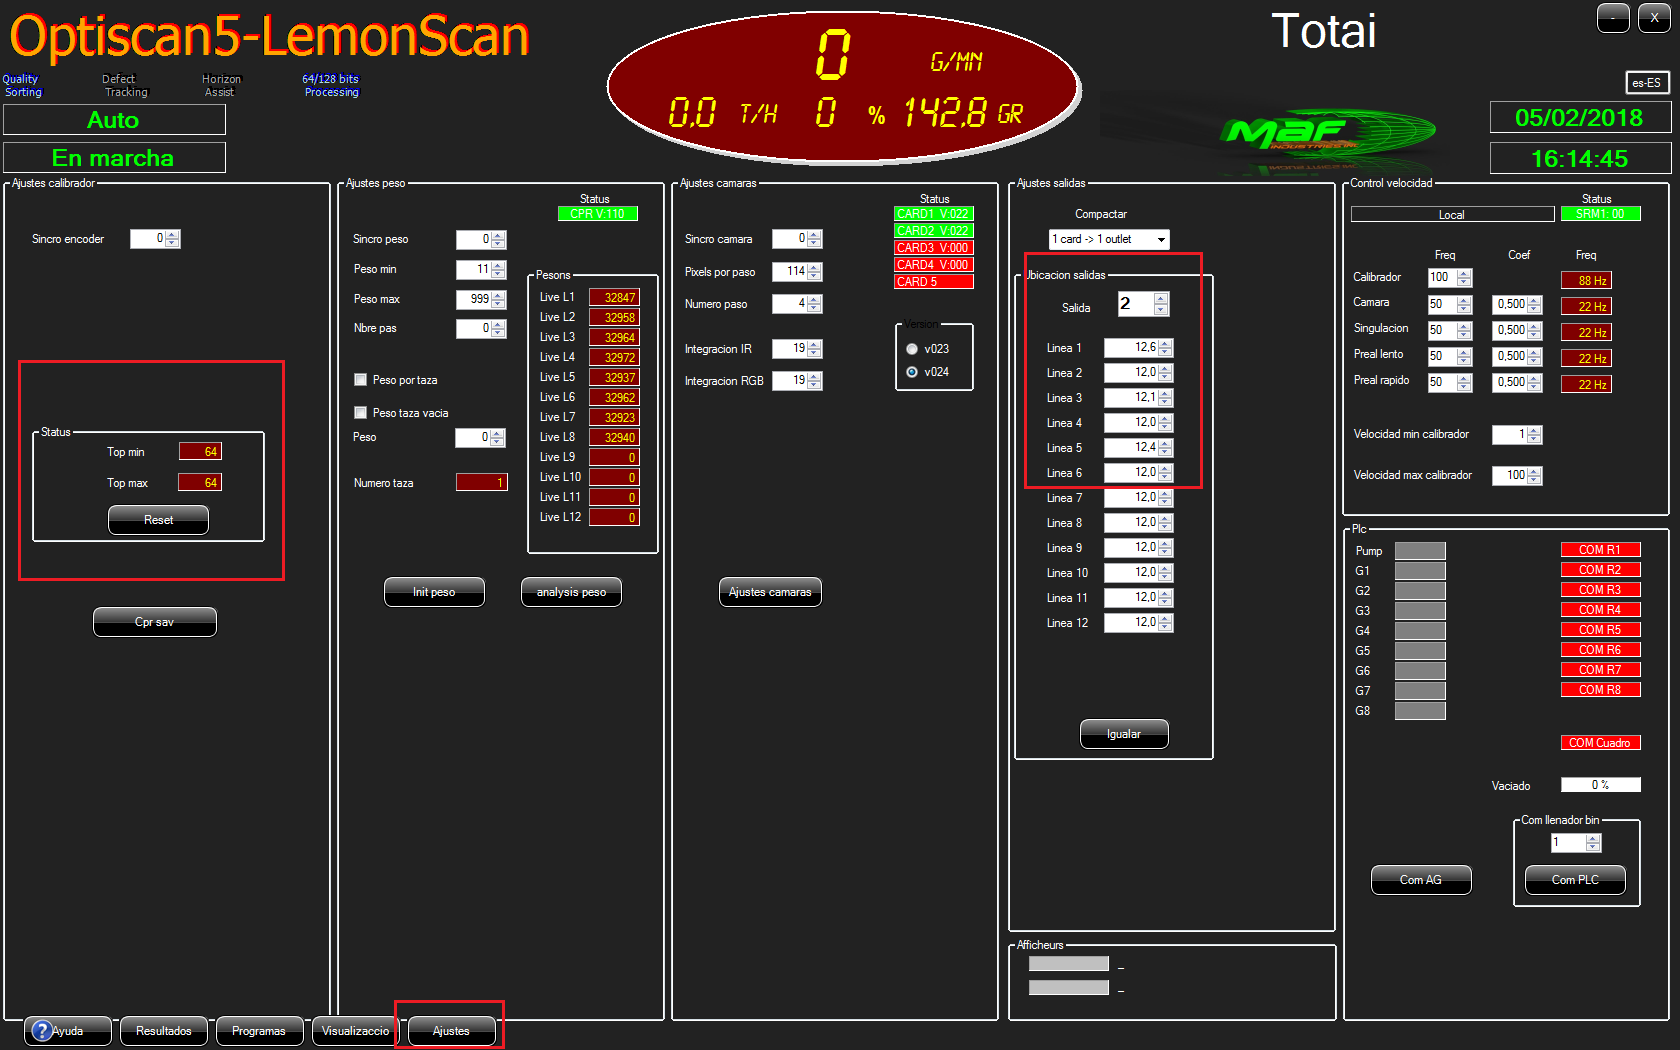 Optiscan5-LemonScan
Quality Sorting
Defect Tracking
Horizon Assist
64/128 bits Processing
0 G/MN
0,0 T/H 0 % 142,8 GR
Totai
- X
es-ES
MAF
INDUSTRIES INC
Auto
En marcha
05/02/2018
16:14:45
Ajustes calibrador
Sincro encoder 0
Status
Top min 64
Top max 64
Reset
Cpr sav
Ajustes peso
Status
CPR V:110
Sincro peso 0
Peso min 11
Peso max 999
Nbre pas 0
Peso por taza
Peso taza vacia
Peso 0
Numero taza 1
Pesons
Live L1 32847
Live L2 32958
Live L3 32964
Live L4 32972
Live L5 32937
Live L6 32962
Live L7 32923
Live L8 32940
Live L9 0
Live L10 0
Live L11 0
Live L12 0
Init peso
analysis peso
Ajustes camaras
Status
CARD1 V:022
CARD2 V:022
CARD3 V:000
CARD4 V:000
CARD 5
Sincro camara 0
Pixels por paso 114
Numero paso 4
Integracion IR 19
Integracion RGB 19
Version
v023
v024
Ajustes camaras
Ajustes salidas
Compactar
1 card -> 1 outlet
Ubicacion salidas
Salida 2
Linea 1 12,6
Linea 2 12,0
Linea 3 12,1
Linea 4 12,0
Linea 5 12,4
Linea 6 12,0
Linea 7 12,0
Linea 8 12,0
Linea 9 12,0
Linea 10 12,0
Linea 11 12,0
Linea 12 12,0
Igualar
Afficheurs
_
_
Control velocidad
Status
Local SRM1: 00
Freq Coef Freq
Calibrador 100 88 Hz
Camara 50 0,500 22 Hz
Singulacion 50 0,500 22 Hz
Preal lento 50 0,500 22 Hz
Preal rapido 50 0,500 22 Hz
Velocidad min calibrador 1
Velocidad max calibrador 100
Plc
Pump COM R1
G1 COM R2
G2 COM R3
G3 COM R4
G4 COM R5
G5 COM R6
G6 COM R7
G7 COM R8
G8
COM Cuadro
Vaciado 0 %
Com llenador bin
1
Com AG
Com PLC
? Ayuda
Resultados
Programas
Visualizaccio
Ajustes